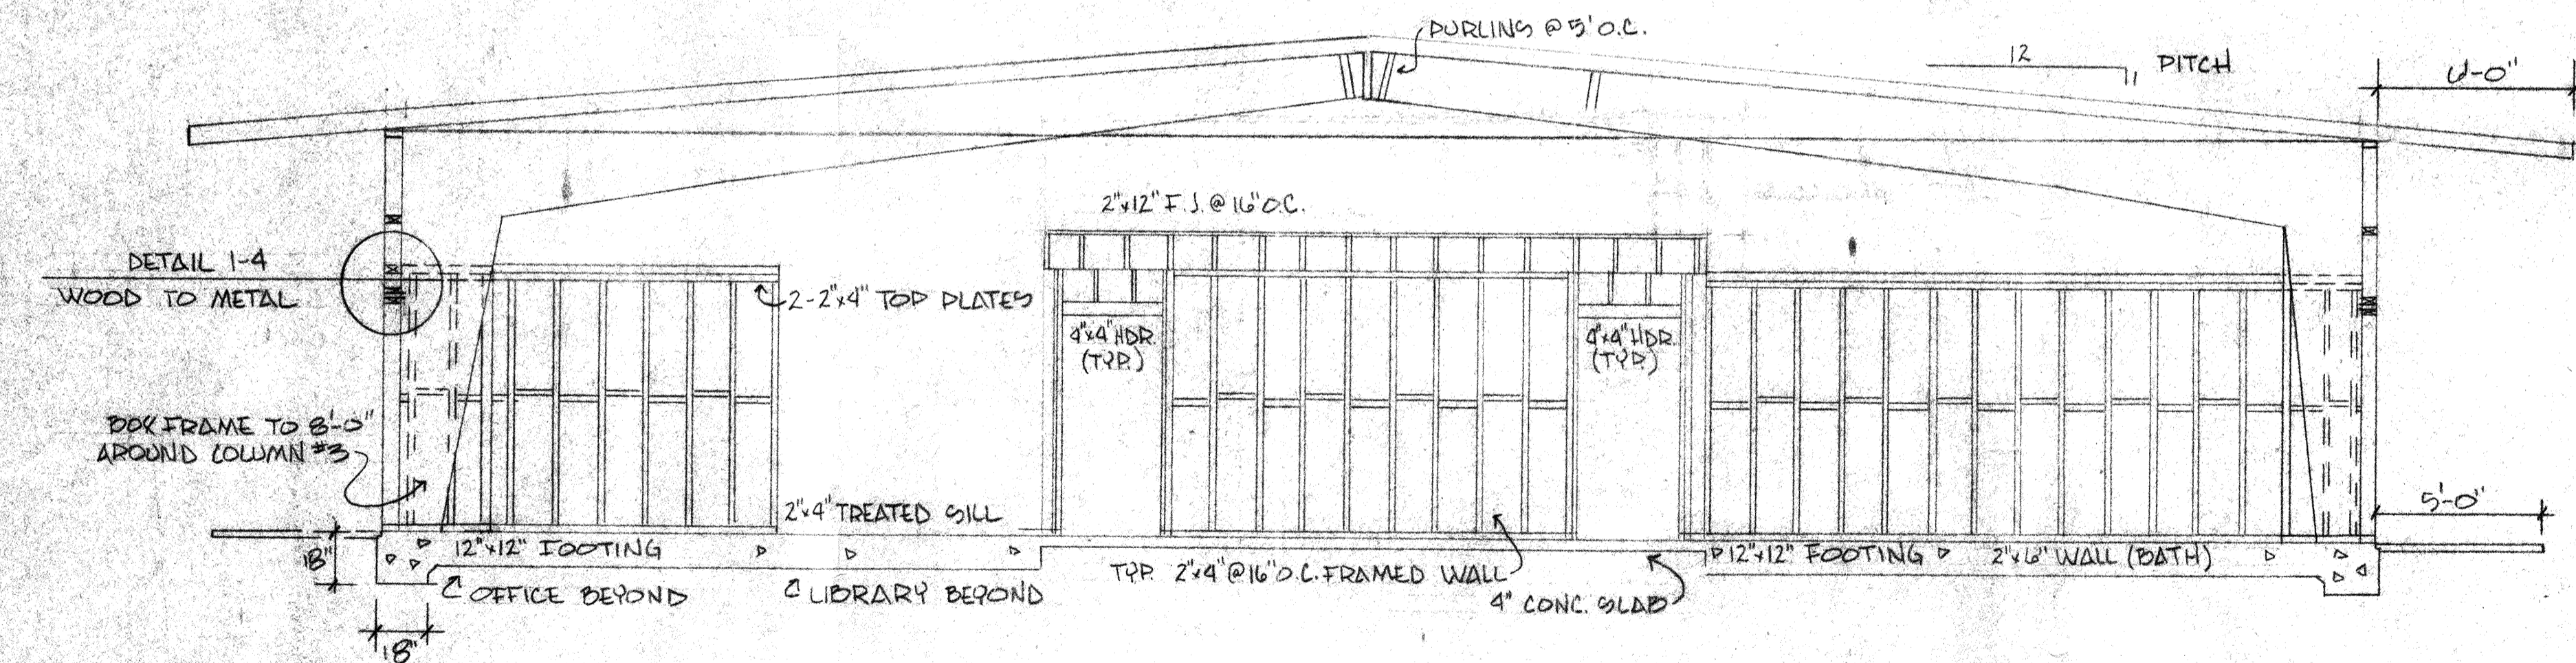 PURLINS @ 5' O.C.
12
1
PITCH
6'-0"
2"x12" F.J. @ 16" O.C.
DETAIL 1-4
WOOD TO METAL
2-2"x4" TOP PLATES
4"x4" HDR.
(TYP.)
4"x4" HDR.
(TYP.)
BOX FRAME TO 8'-0"
AROUND COLUMN #3
2"x4" TREATED SILL
5'-0"
18"
12"x12" FOOTING
12"x12" FOOTING
2"x6" WALL (BATH)
OFFICE BEYOND
LIBRARY BEYOND
TYP. 2"x4" @ 16" O.C. FRAMED WALL
4" CONC. SLAB
18"